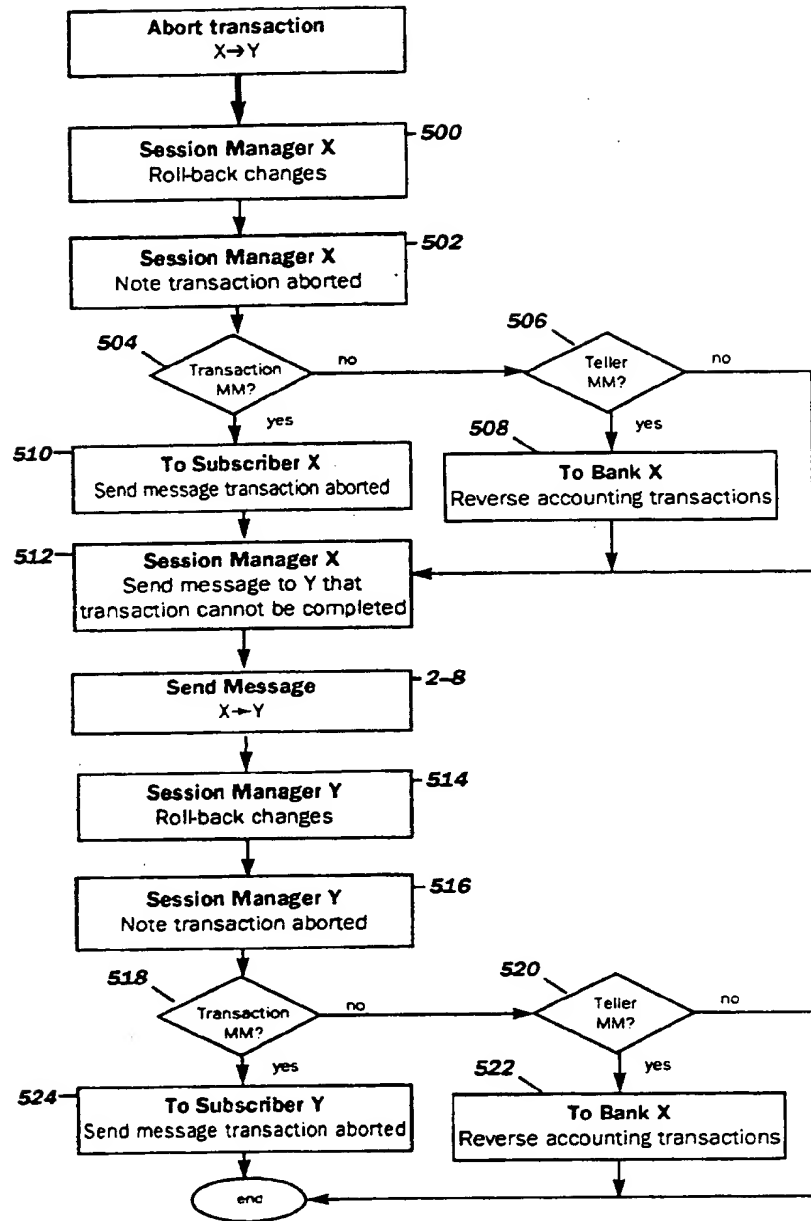 Abort transaction
X→Y
500
Session Manager X
Roll-back changes
502
Session Manager X
Note transaction aborted
504
Transaction
MM?
no
yes
506
Teller
MM?
no
yes
510
To Subscriber X
Send message transaction aborted
508
To Bank X
Reverse accounting transactions
512
Session Manager X
Send message to Y that
transaction cannot be completed
2-8
Send Message
X→Y
514
Session Manager Y
Roll-back changes
516
Session Manager Y
Note transaction aborted
518
Transaction
MM?
no
yes
520
Teller
MM?
no
yes
524
To Subscriber Y
Send message transaction aborted
522
To Bank X
Reverse accounting transactions
end